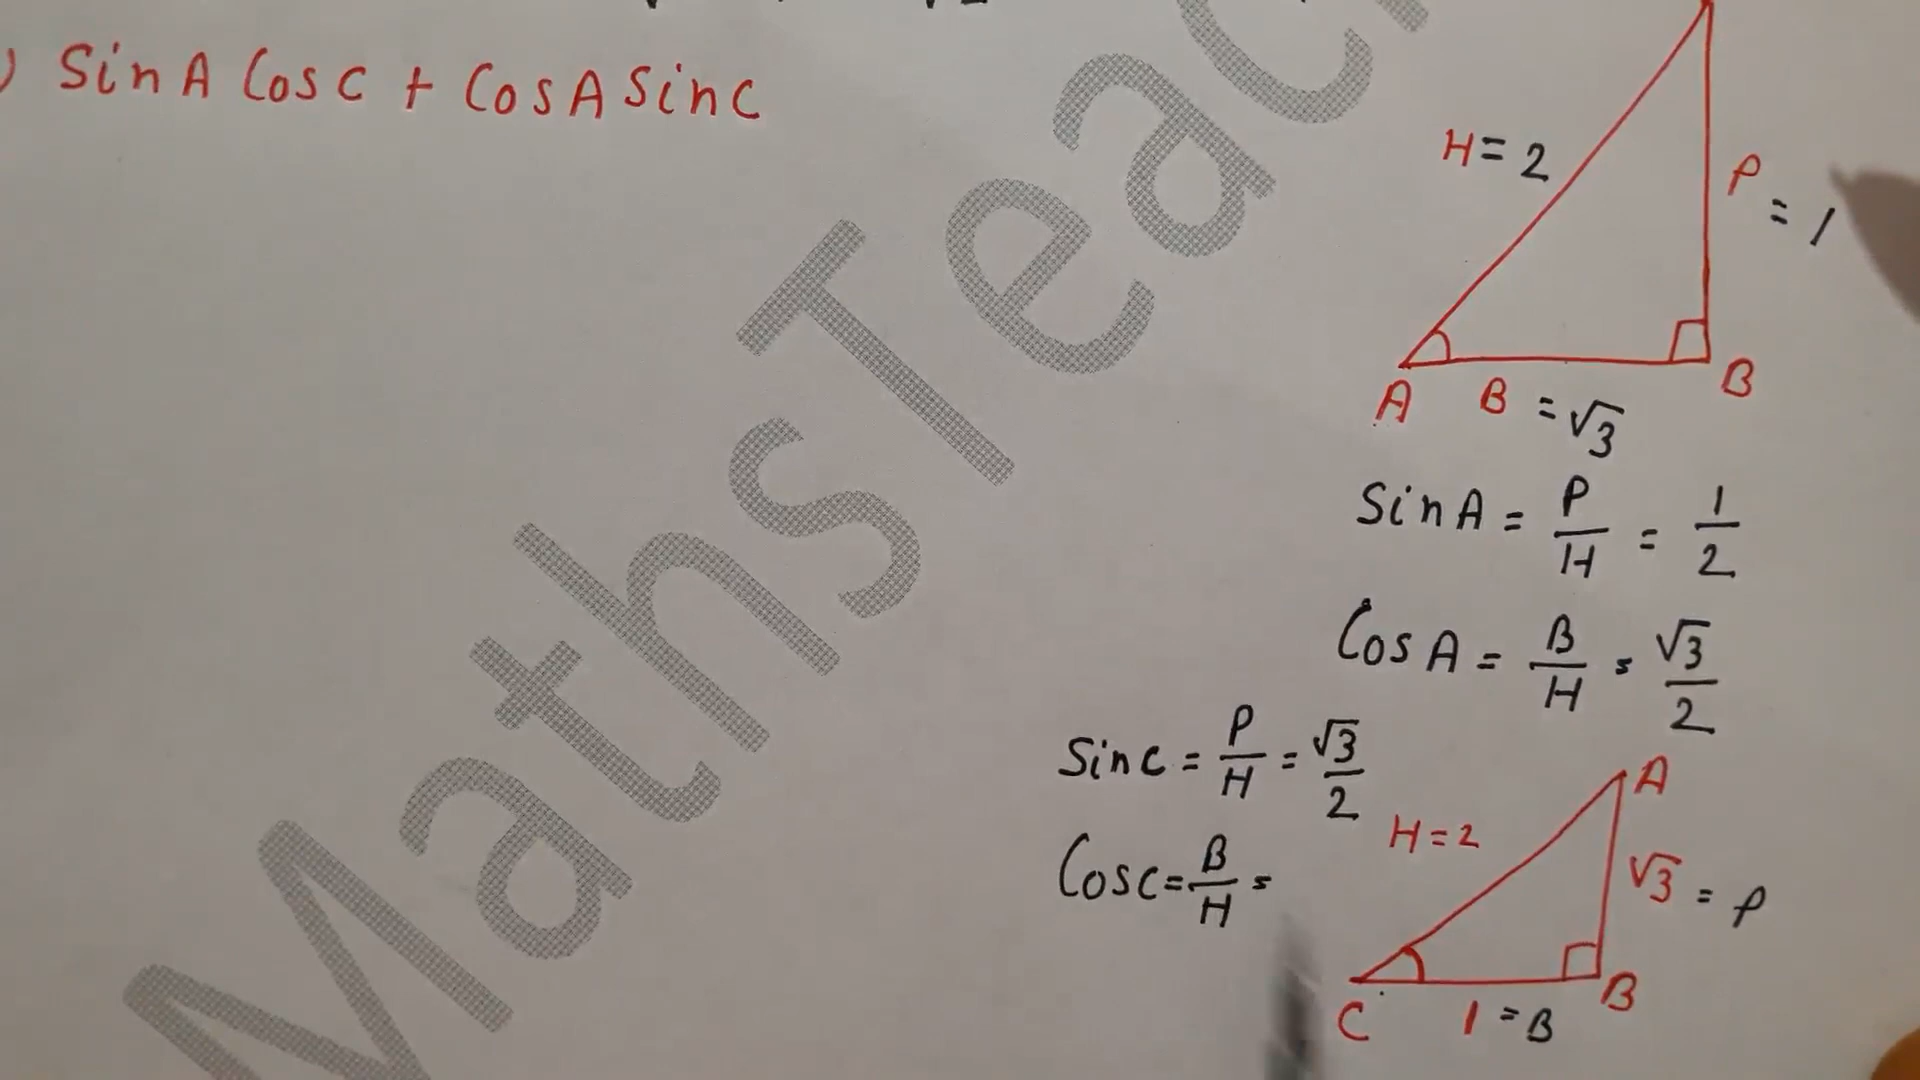 ) Sin A Cos C + Cos A Sin C
H = 2
P = 1
A B = √3 B
Sin A = P/H = 1/2
Cos A = B/H = √3/2
Sin C = P/H = √3/2
A
H = 2
√3 = P
Cos C = B/H =
C 1 = B B
MathsTeac